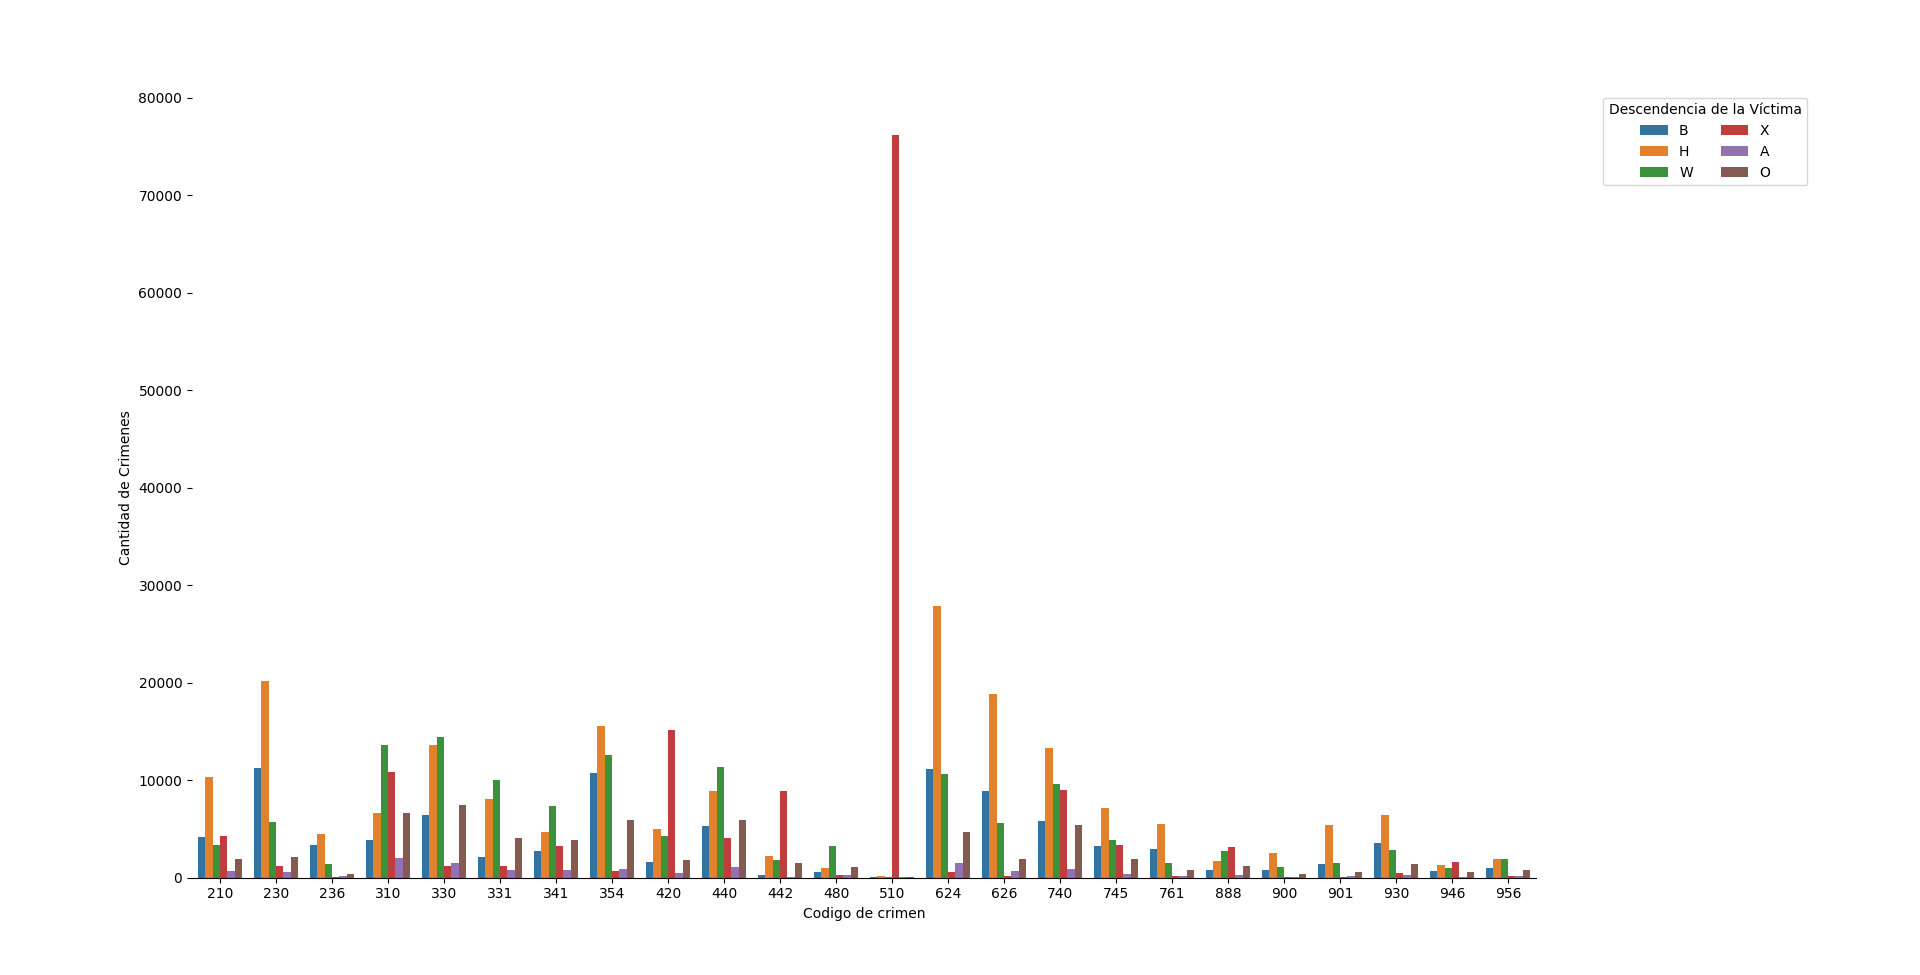 80000
70000
60000
50000
40000
30000
20000
10000
0
Cantidad de Crimenes
210 230 236 310 330 331 341 354 420 440 442 480 510 624 626 740 745 761 888 900 901 930 946 956
Codigo de crimen
Descendencia de la Víctima
B X
H A
W O